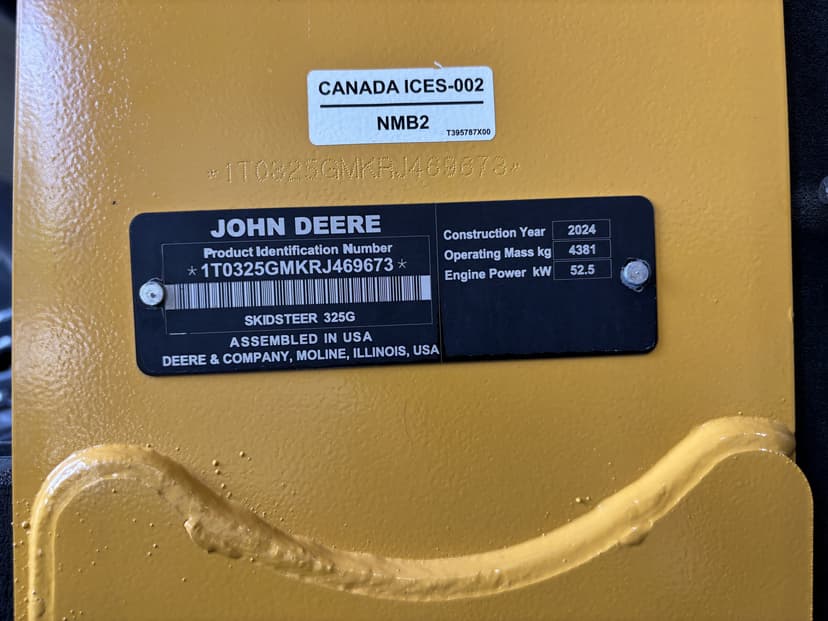 CANADA ICES-002
NMB2
T395787X00
*1T0325GMKRJ469673*
JOHN DEERE
Product Identification Number
*1T0325GMKRJ469673*
SKIDSTEER 325G
ASSEMBLED IN USA
DEERE & COMPANY, MOLINE, ILLINOIS, USA
Construction Year 2024
Operating Mass kg 4381
Engine Power kW 52.5